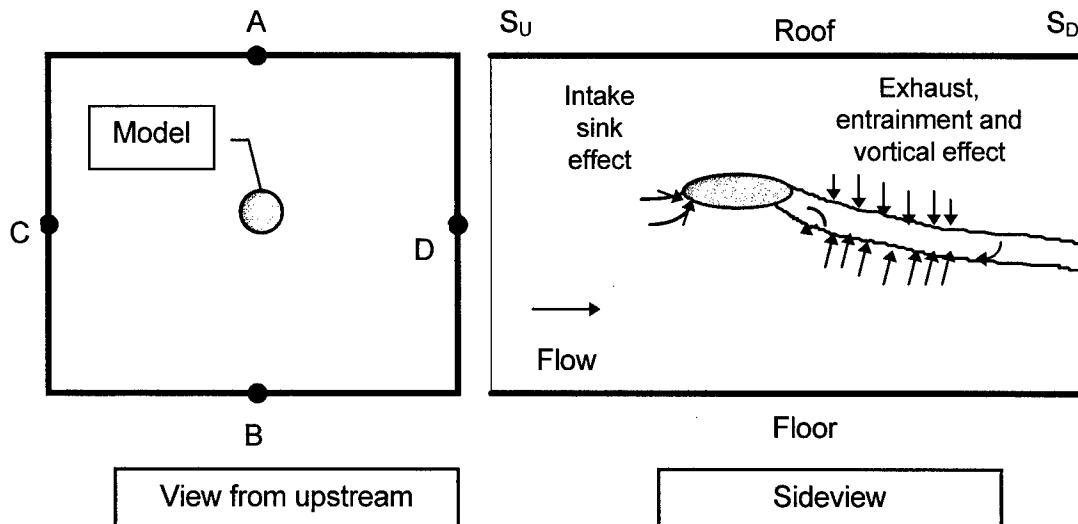 A
Model
C
D
B
View from upstream
S_U
Roof
S_D
Intake
sink
effect
Exhaust,
entrainment and
vortical effect
Flow
Floor
Sideview